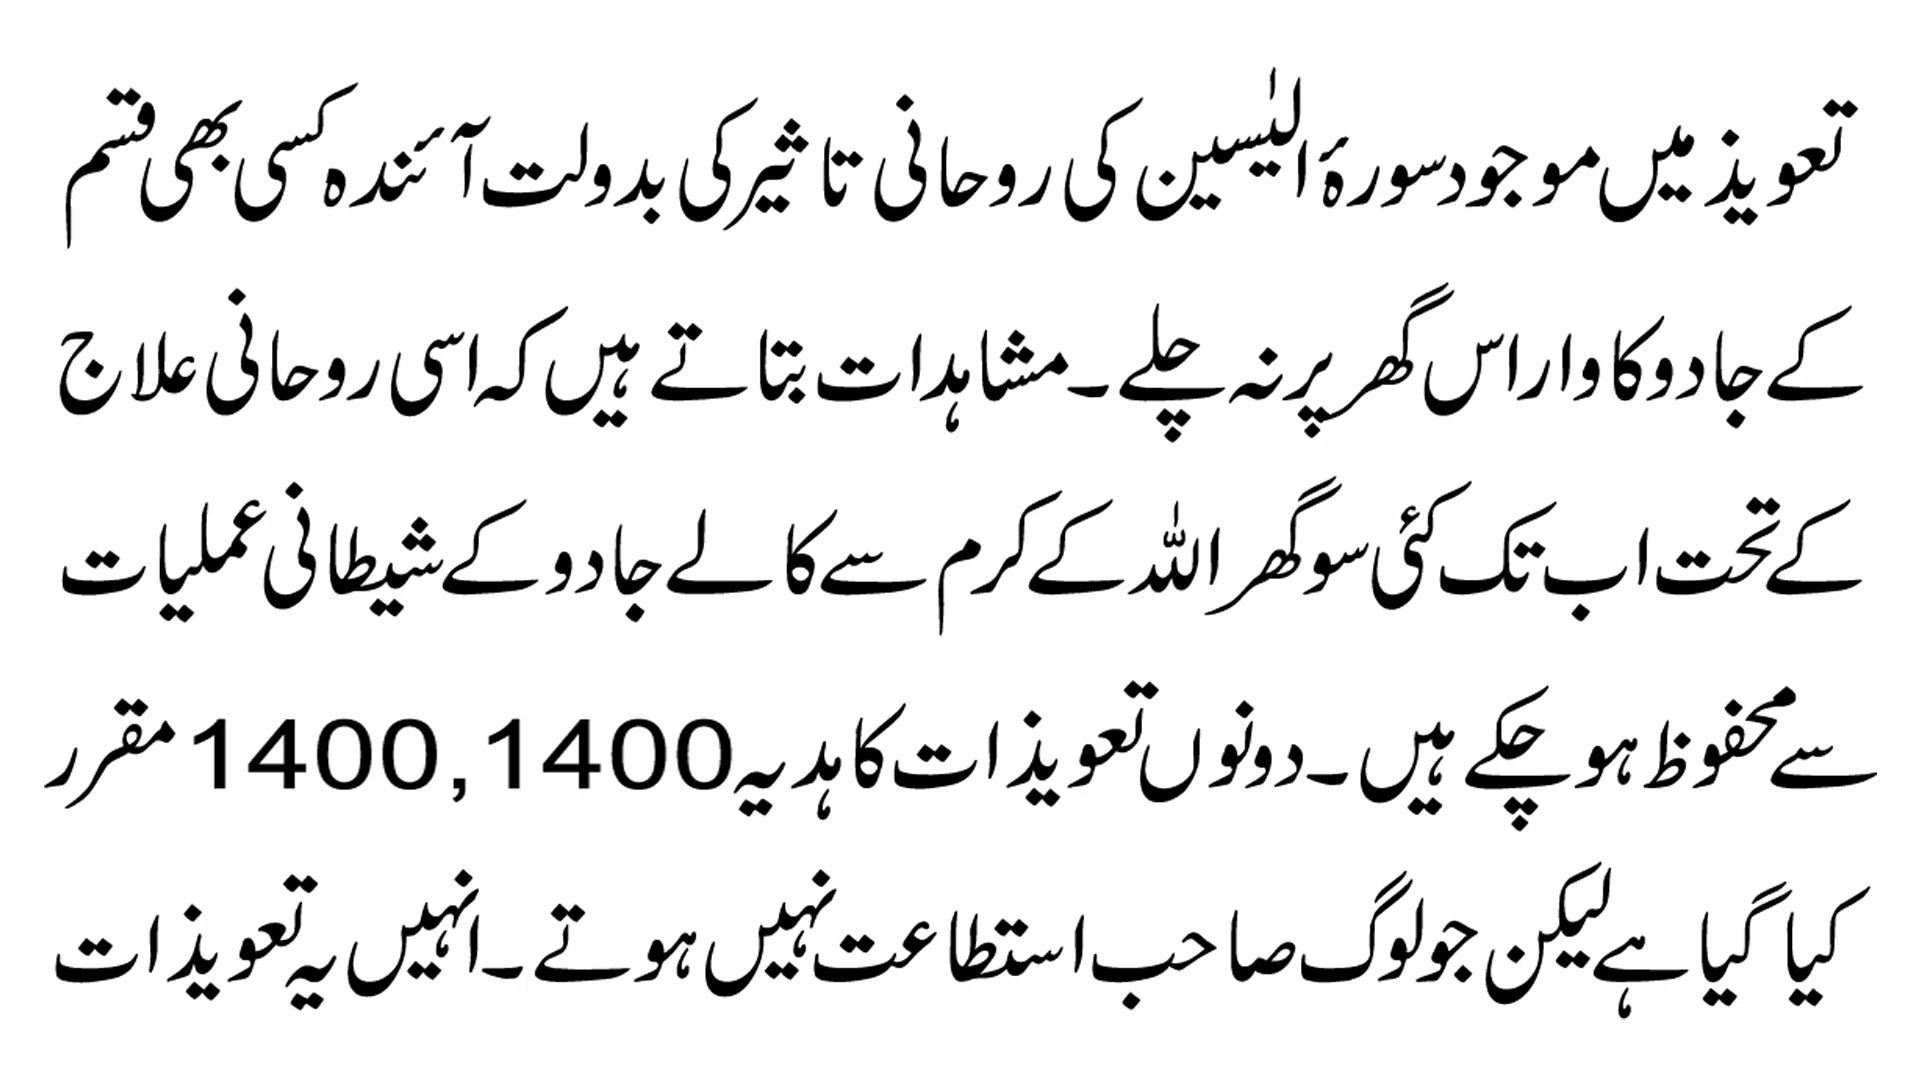 تعویذ میں موجود سورۂ الیٰسین کی روحانی تاثیر کی بدولت آئندہ کسی بھی قسم
کے جادو کا وار اس گھر پر نہ چلے۔ مشاہدات بتاتے ہیں کہ اسی روحانی علاج
کے تحت اب تک کئی سو گھر اللہ کے کرم سے کالے جادو کے شیطانی عملیات
سے محفوظ ہو چکے ہیں۔ دونوں تعویذات کا ہدیہ 1400,1400 مقرر
کیا گیا ہے لیکن جو لوگ صاحب استطاعت نہیں ہوتے۔ انہیں یہ تعویذات